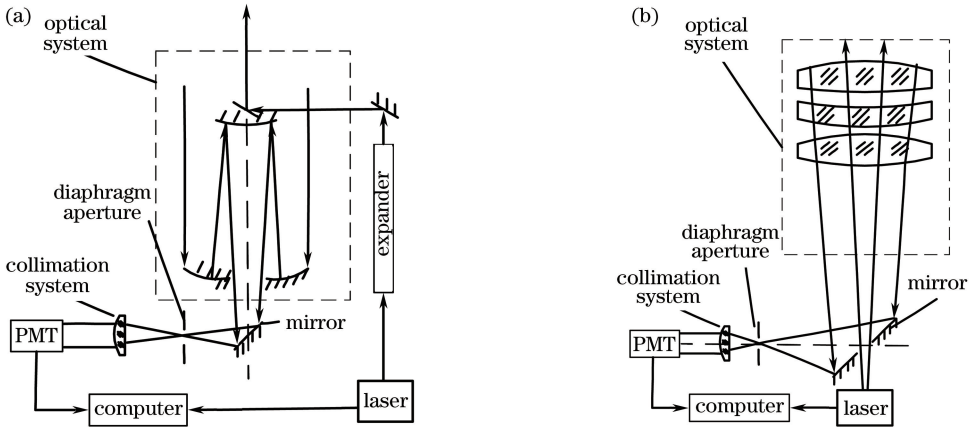 (a)
optical
system
diaphragm
aperture
collimation
system
PMT
computer
expander
mirror
laser
(b)
optical
system
diaphragm
aperture
collimation
system
mirror
PMT
computer
laser